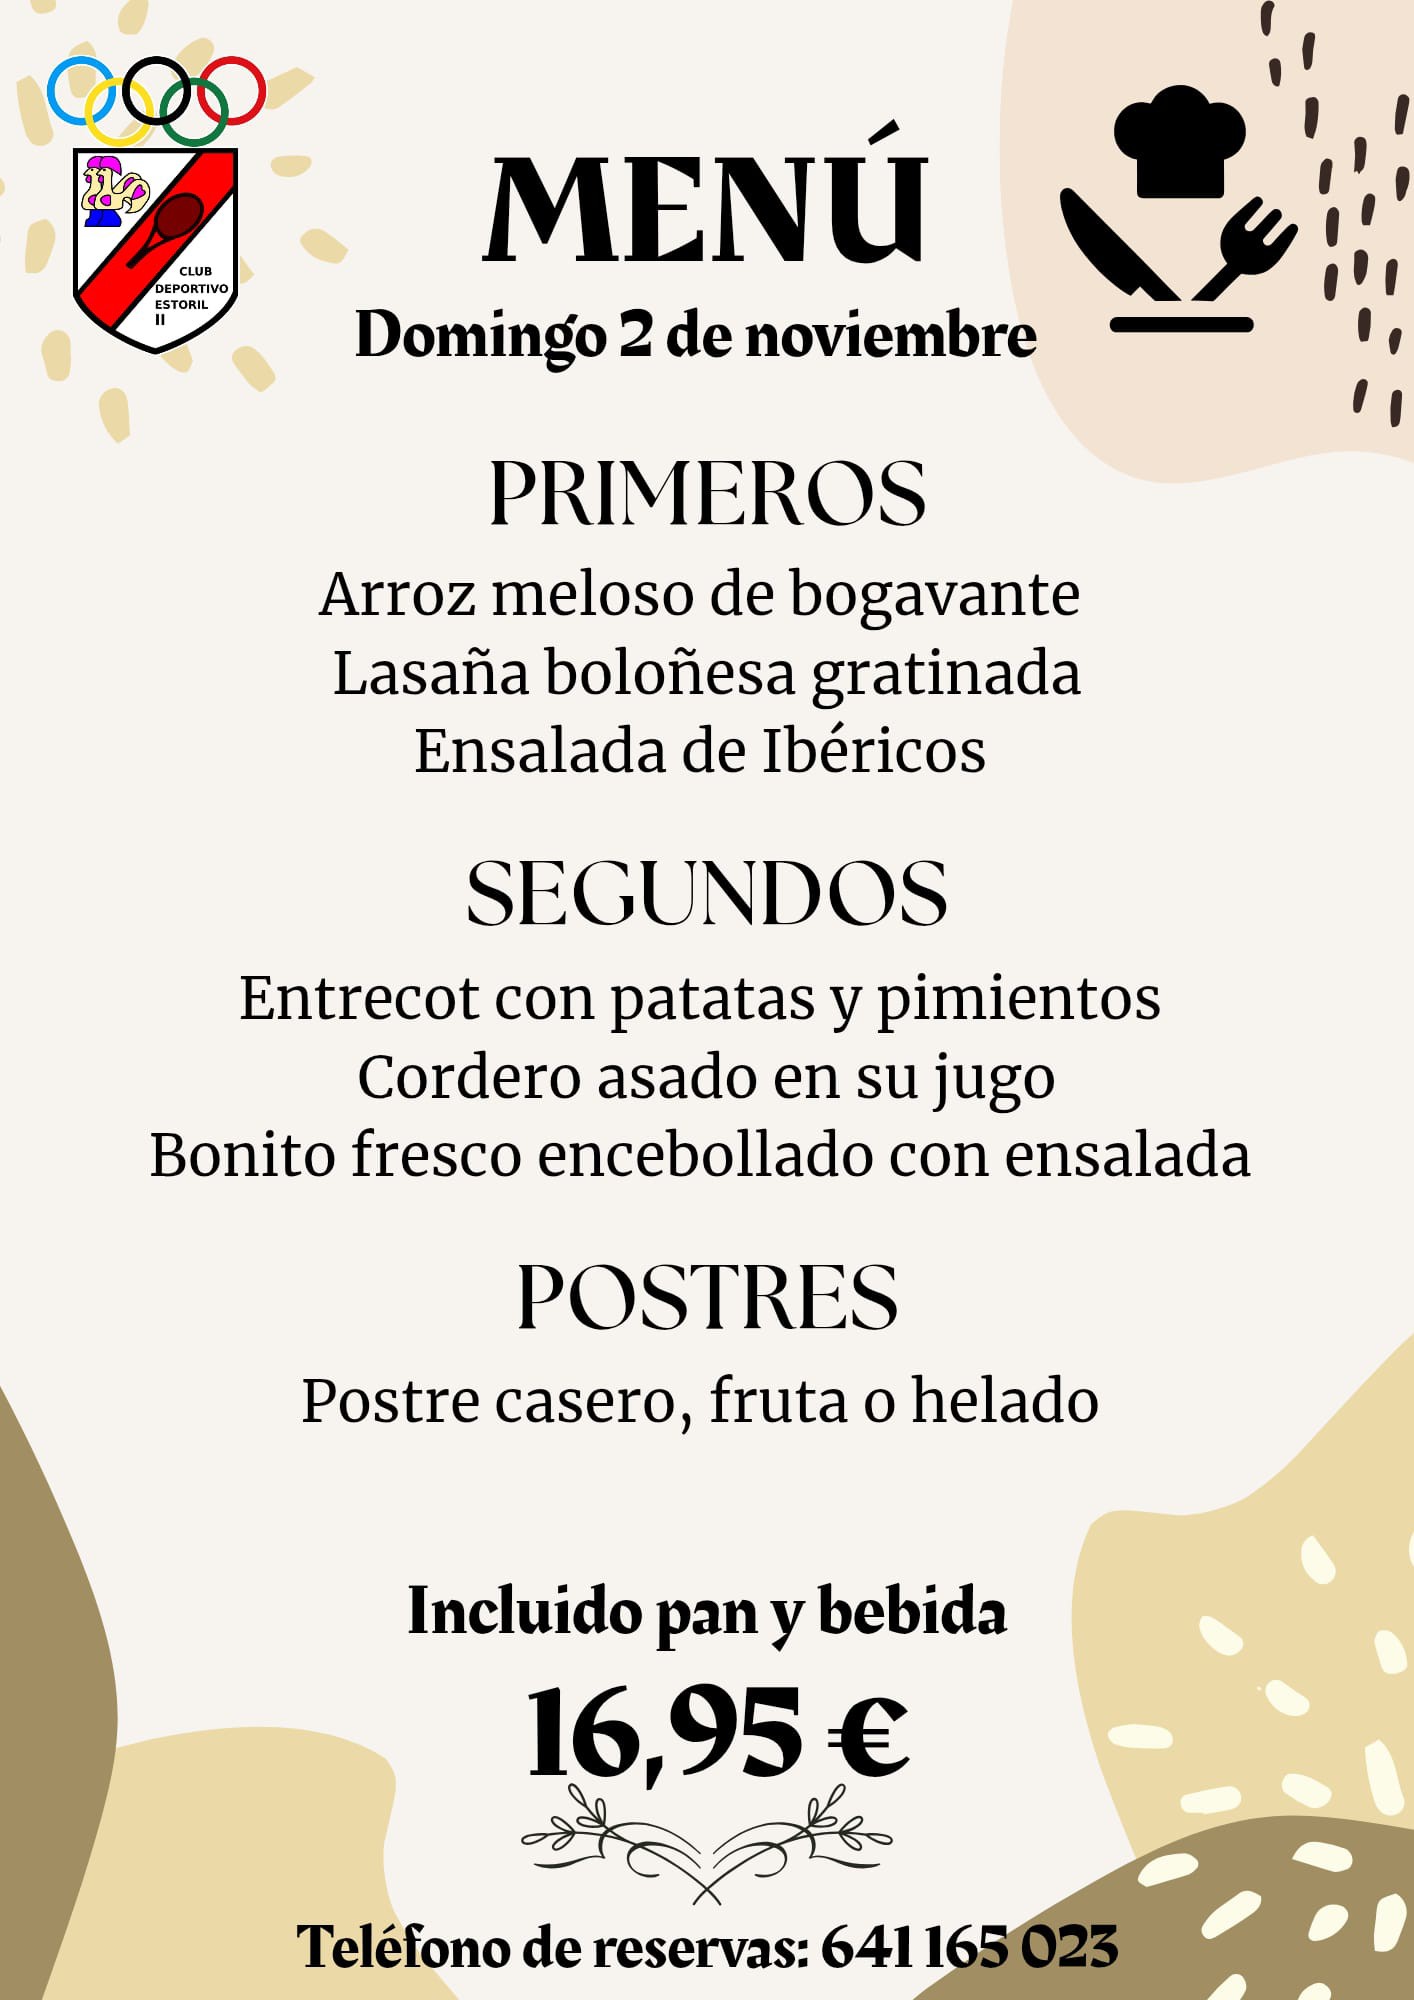 CLUB
DEPORTIVO
ESTORIL
II
MENÚ
Domingo 2 de noviembre
PRIMEROS
Arroz meloso de bogavante
Lasaña boloñesa gratinada
Ensalada de Ibéricos
SEGUNDOS
Entrecot con patatas y pimientos
Cordero asado en su jugo
Bonito fresco encebollado con ensalada
POSTRES
Postre casero, fruta o helado
Incluido pan y bebida
16,95 €
Teléfono de reservas: 641 165 023